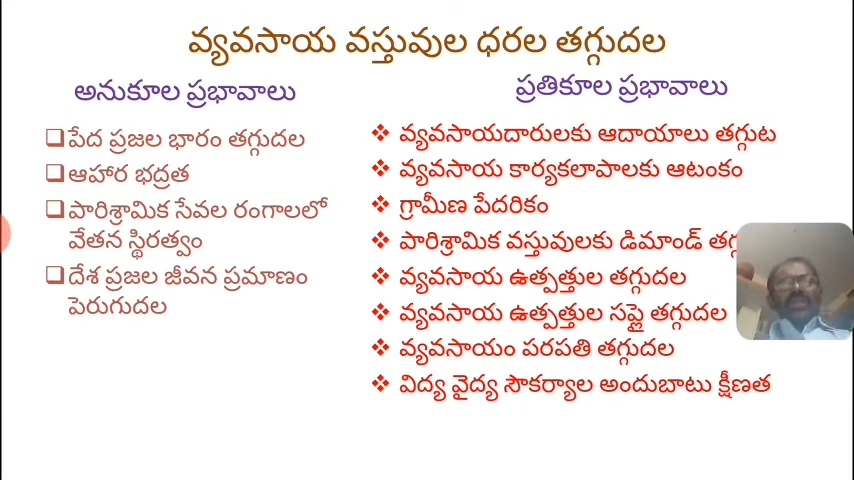 వ్యవసాయ వస్తువుల ధరల తగ్గుదల
అనుకూల ప్రభావాలు
పేద ప్రజల భారం తగ్గుదల
ఆహార భద్రత
పారిశ్రామిక సేవల రంగాలలో
వేతన స్థిరత్వం
దేశ ప్రజల జీవన ప్రమాణం
పెరుగుదల
ప్రతికూల ప్రభావాలు
వ్యవసాయదారులకు ఆదాయాలు తగ్గుట
వ్యవసాయ కార్యకలాపాలకు ఆటంకం
గ్రామీణ పేదరికం
పారిశ్రామిక వస్తువులకు డిమాండ్
వ్యవసాయ ఉత్పత్తుల తగ్గుదల
వ్యవసాయ ఉత్పత్తుల సప్లై తగ్గుదల
వ్యవసాయం పరపతి తగ్గుదల
విద్య వైద్య సౌకర్యాల అందుబాటు క్షీణత